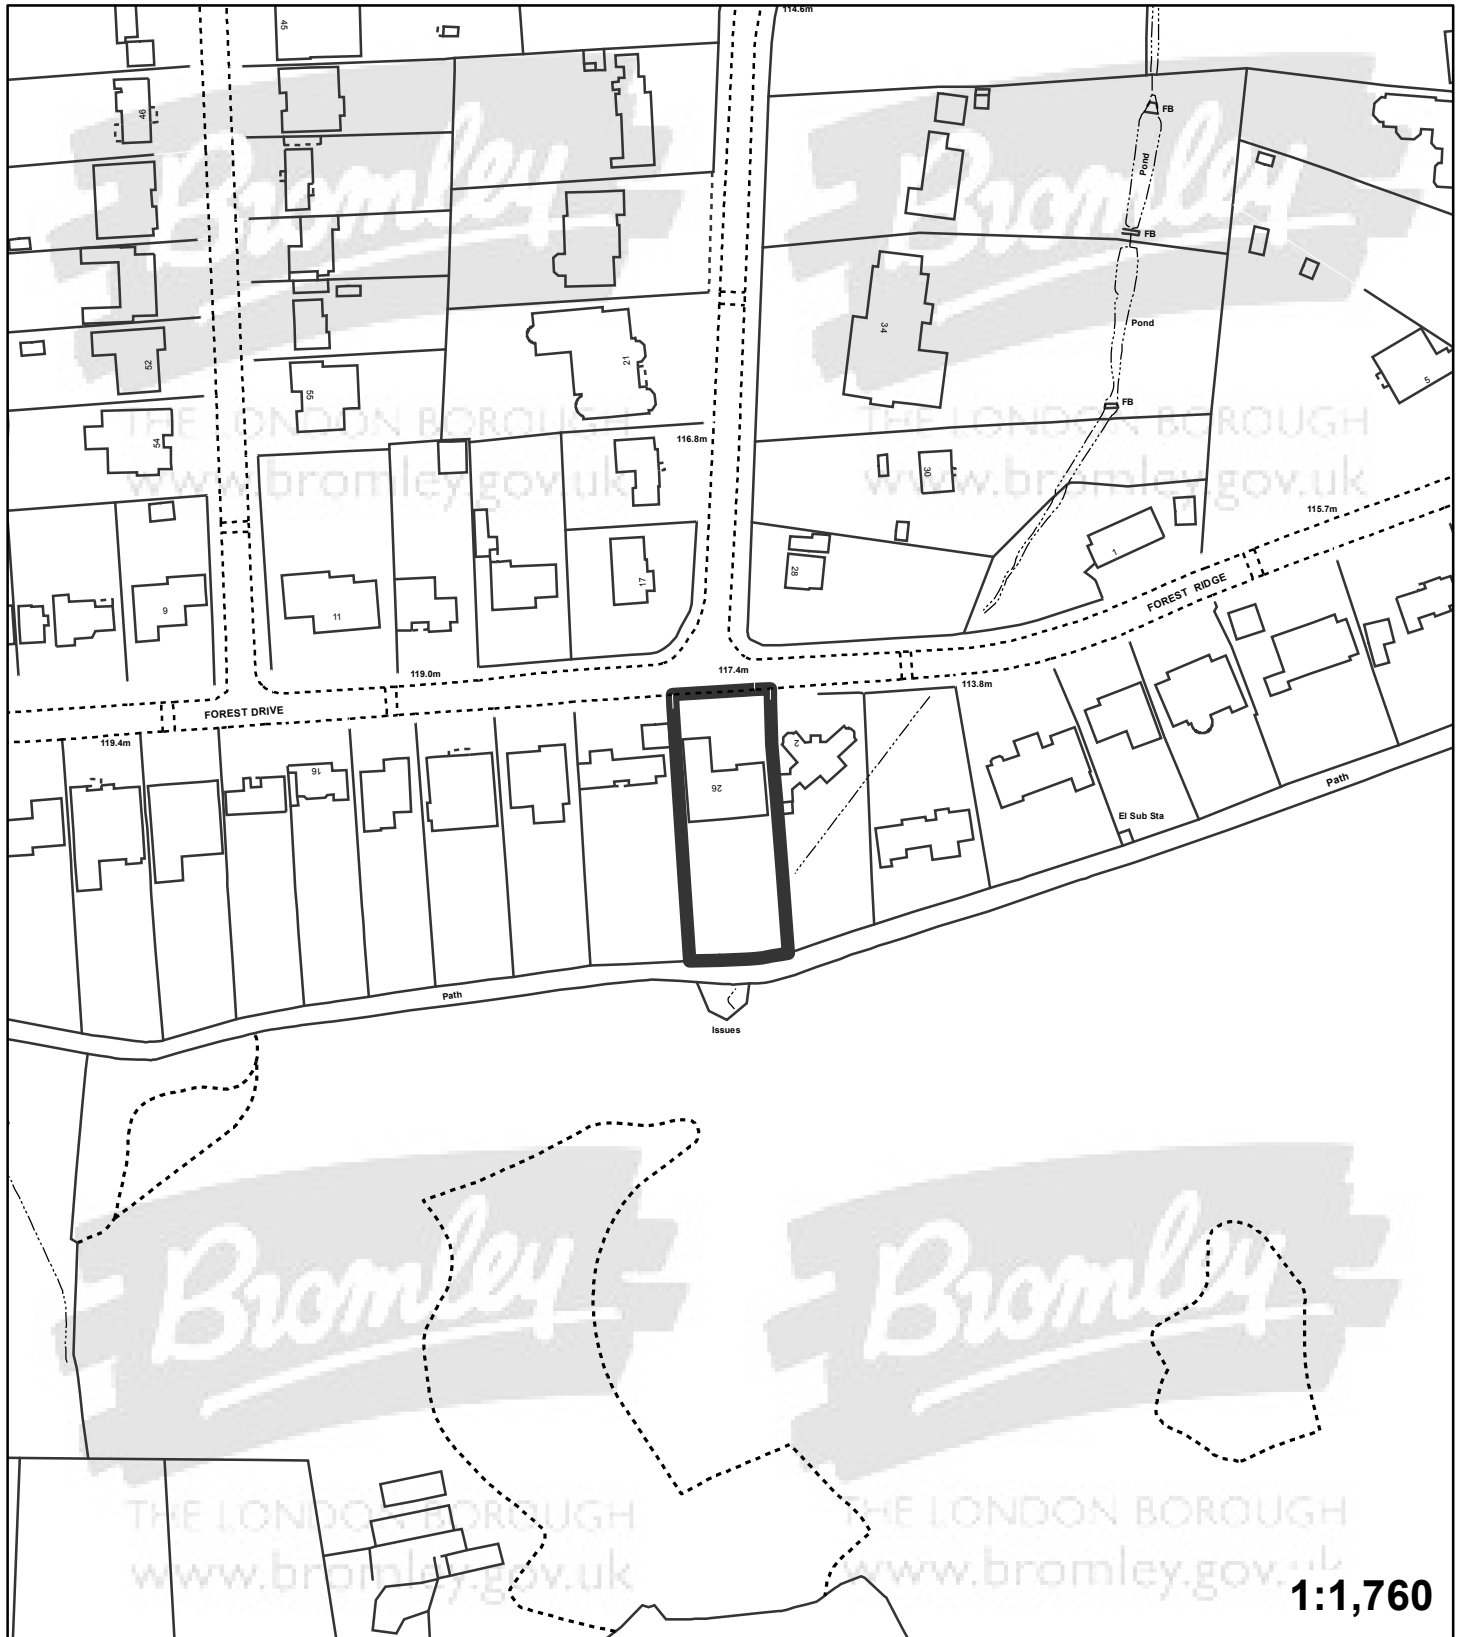 114.6m
45
46
FB
Pond
FB
Pond
34
52
21
5
55
FB
54
116.8m
30
115.7m
28
1
17
9
11
FOREST RIDGE
119.0m
117.4m
113.8m
FOREST DRIVE
119.4m
2
16
26
Path
El Sub Sta
Path
Issues
Bromley
THE LONDON BOROUGH
www.bromley.gov.uk
Bromley
THE LONDON BOROUGH
www.bromley.gov.uk
Bromley
THE LONDON BOROUGH
www.bromley.gov.uk
Bromley
THE LONDON BOROUGH
www.bromley.gov.uk
1:1,760